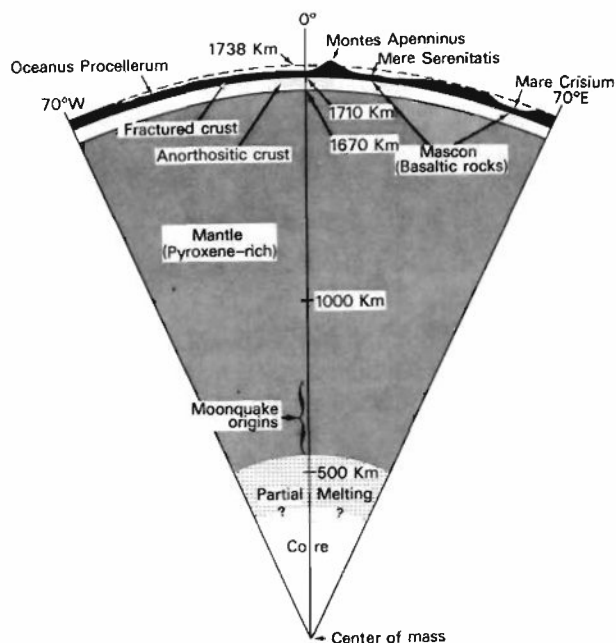 0°
Montes Apenninus
1738 Km
Mere Serenitatis
Oceanus Procellerum
Mare Crisium
70°W
70°E
Fractured crust
1710 Km
Anorthositic crust
1670 Km
Mascon
(Basaltic rocks)
Mantle
(Pyroxene-rich)
1000 Km
Moonquake
origins
500 Km
Partial Melting
? ?
Core
Center of mass